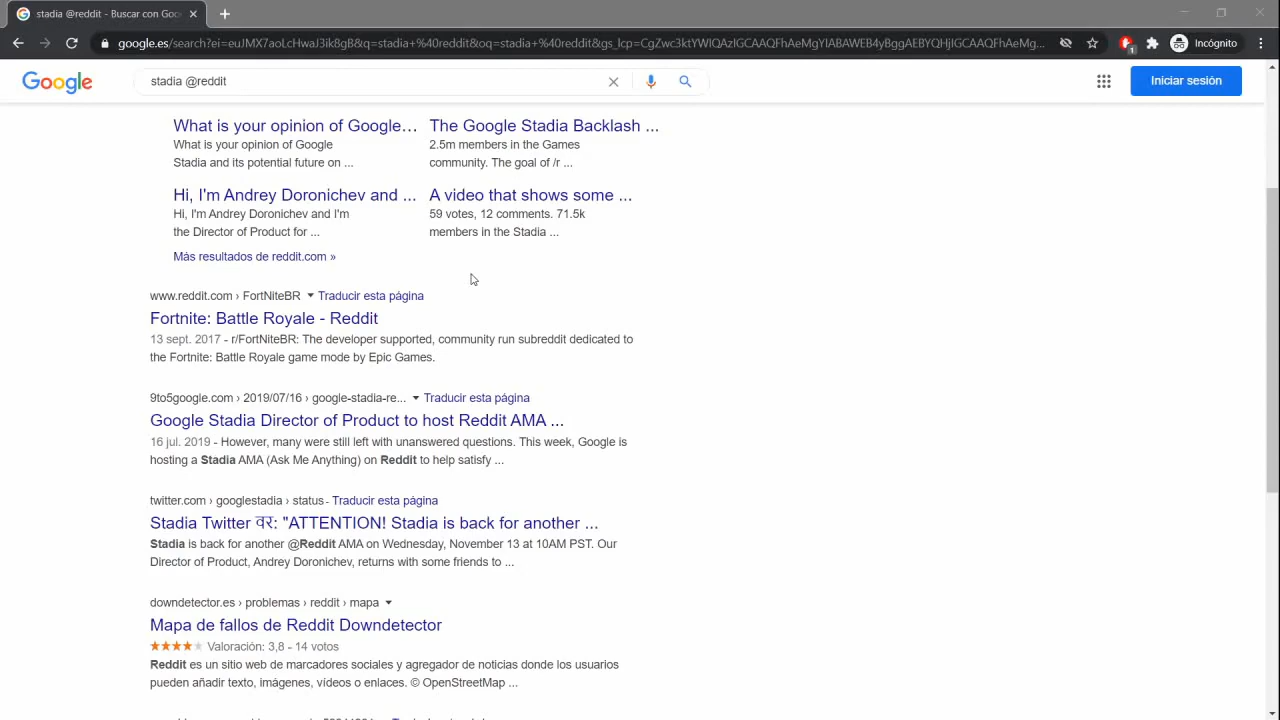 stadia @reddit - Buscar con Goo
google.es/search?ei=euJMX7aoLcHwaJ3ik8gB&q=stadia+%40reddit&oq=stadia+%40reddit&gs_lcp=CgZwc3ktYWIQAzIGCAAQFhAeMgYIABAWEB4yBggAEBYQHjIGCAAQFhAeMg...
1
Incógnito
Google
stadia @reddit
Iniciar sesión
What is your opinion of Google...
What is your opinion of Google
Stadia and its potential future on ...
The Google Stadia Backlash ...
2.5m members in the Games
community. The goal of /r ...
Hi, I'm Andrey Doronichev and ...
Hi, I'm Andrey Doronichev and I'm
the Director of Product for ...
A video that shows some ...
59 votes, 12 comments. 71.5k
members in the Stadia ...
Más resultados de reddit.com »
www.reddit.com › FortNiteBR Traducir esta página
Fortnite: Battle Royale - Reddit
13 sept. 2017 - r/FortNiteBR: The developer supported, community run subreddit dedicated to
the Fortnite: Battle Royale game mode by Epic Games.
9to5google.com › 2019/07/16 › google-stadia-re... Traducir esta página
Google Stadia Director of Product to host Reddit AMA ...
16 jul. 2019 - However, many were still left with unanswered questions. This week, Google is
hosting a Stadia AMA (Ask Me Anything) on Reddit to help satisfy ...
twitter.com › googlestadia › status - Traducir esta página
Stadia Twitter वर: "ATTENTION! Stadia is back for another ...
Stadia is back for another @Reddit AMA on Wednesday, November 13 at 10AM PST. Our
Director of Product, Andrey Doronichev, returns with some friends to ...
downdetector.es › problemas › reddit › mapa
Mapa de fallos de Reddit Downdetector
Valoración: 3,8 - 14 votos
Reddit es un sitio web de marcadores sociales y agregador de noticias donde los usuarios
pueden añadir texto, imágenes, vídeos o enlaces. © OpenStreetMap ...